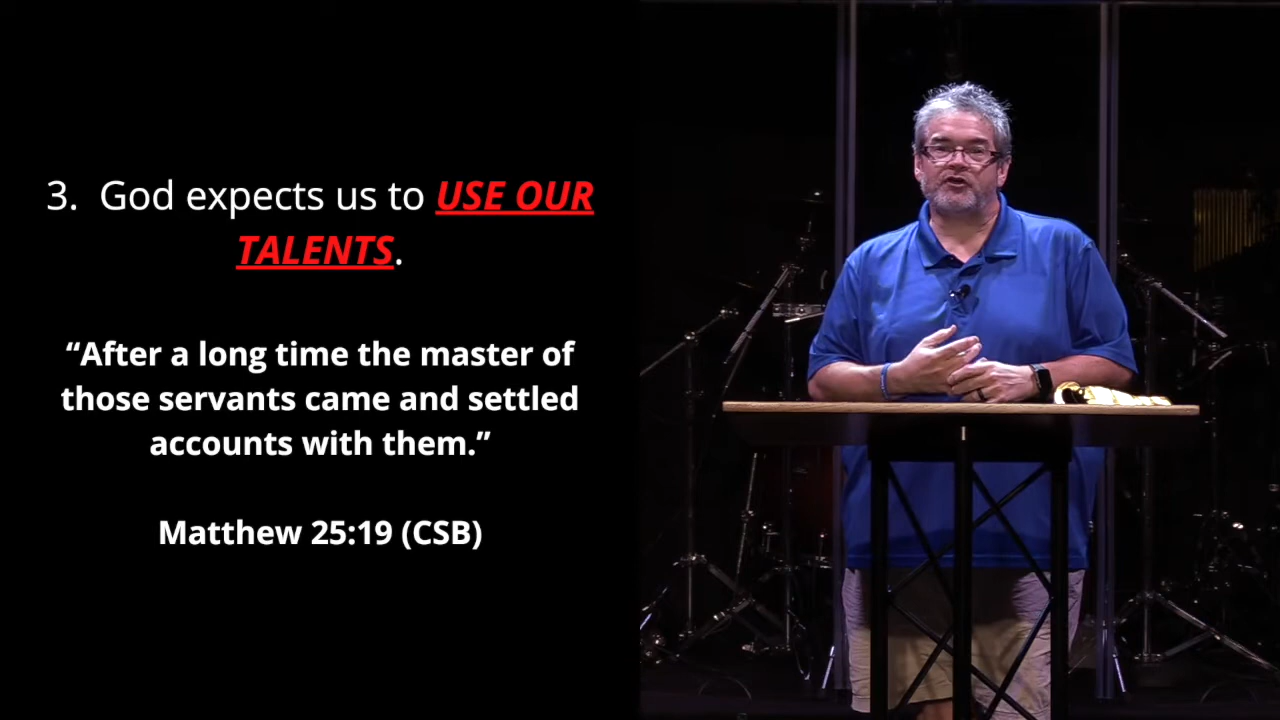 3. God expects us to USE OUR
TALENTS.
“After a long time the master of
those servants came and settled
accounts with them.”
Matthew 25:19 (CSB)